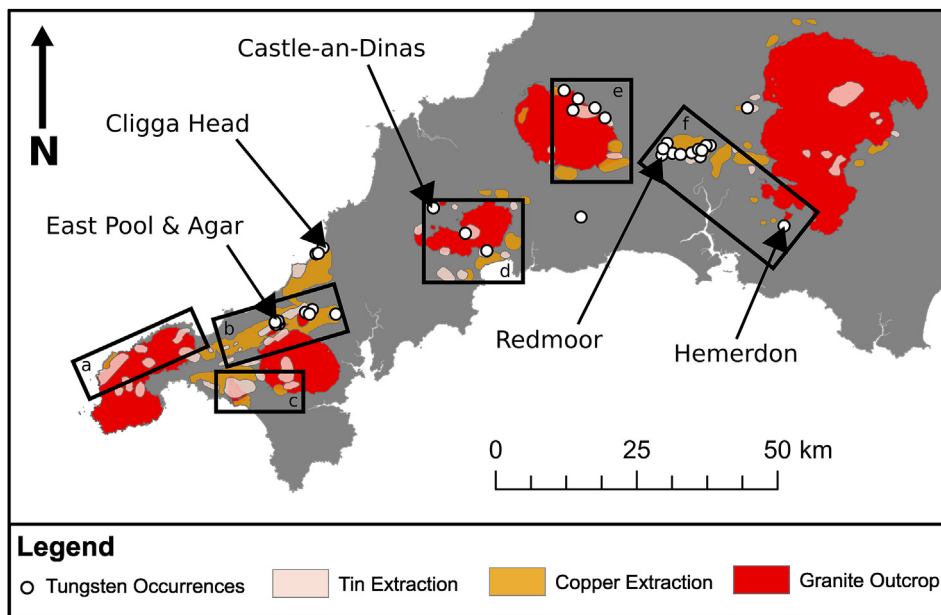 Castle-an-Dinas
Cligga Head
East Pool & Agar
N
a
b
c
d
e
f
Redmoor
Hemerdon
0 25 50 km
Legend
Tungsten Occurrences Tin Extraction Copper Extraction Granite Outcrop